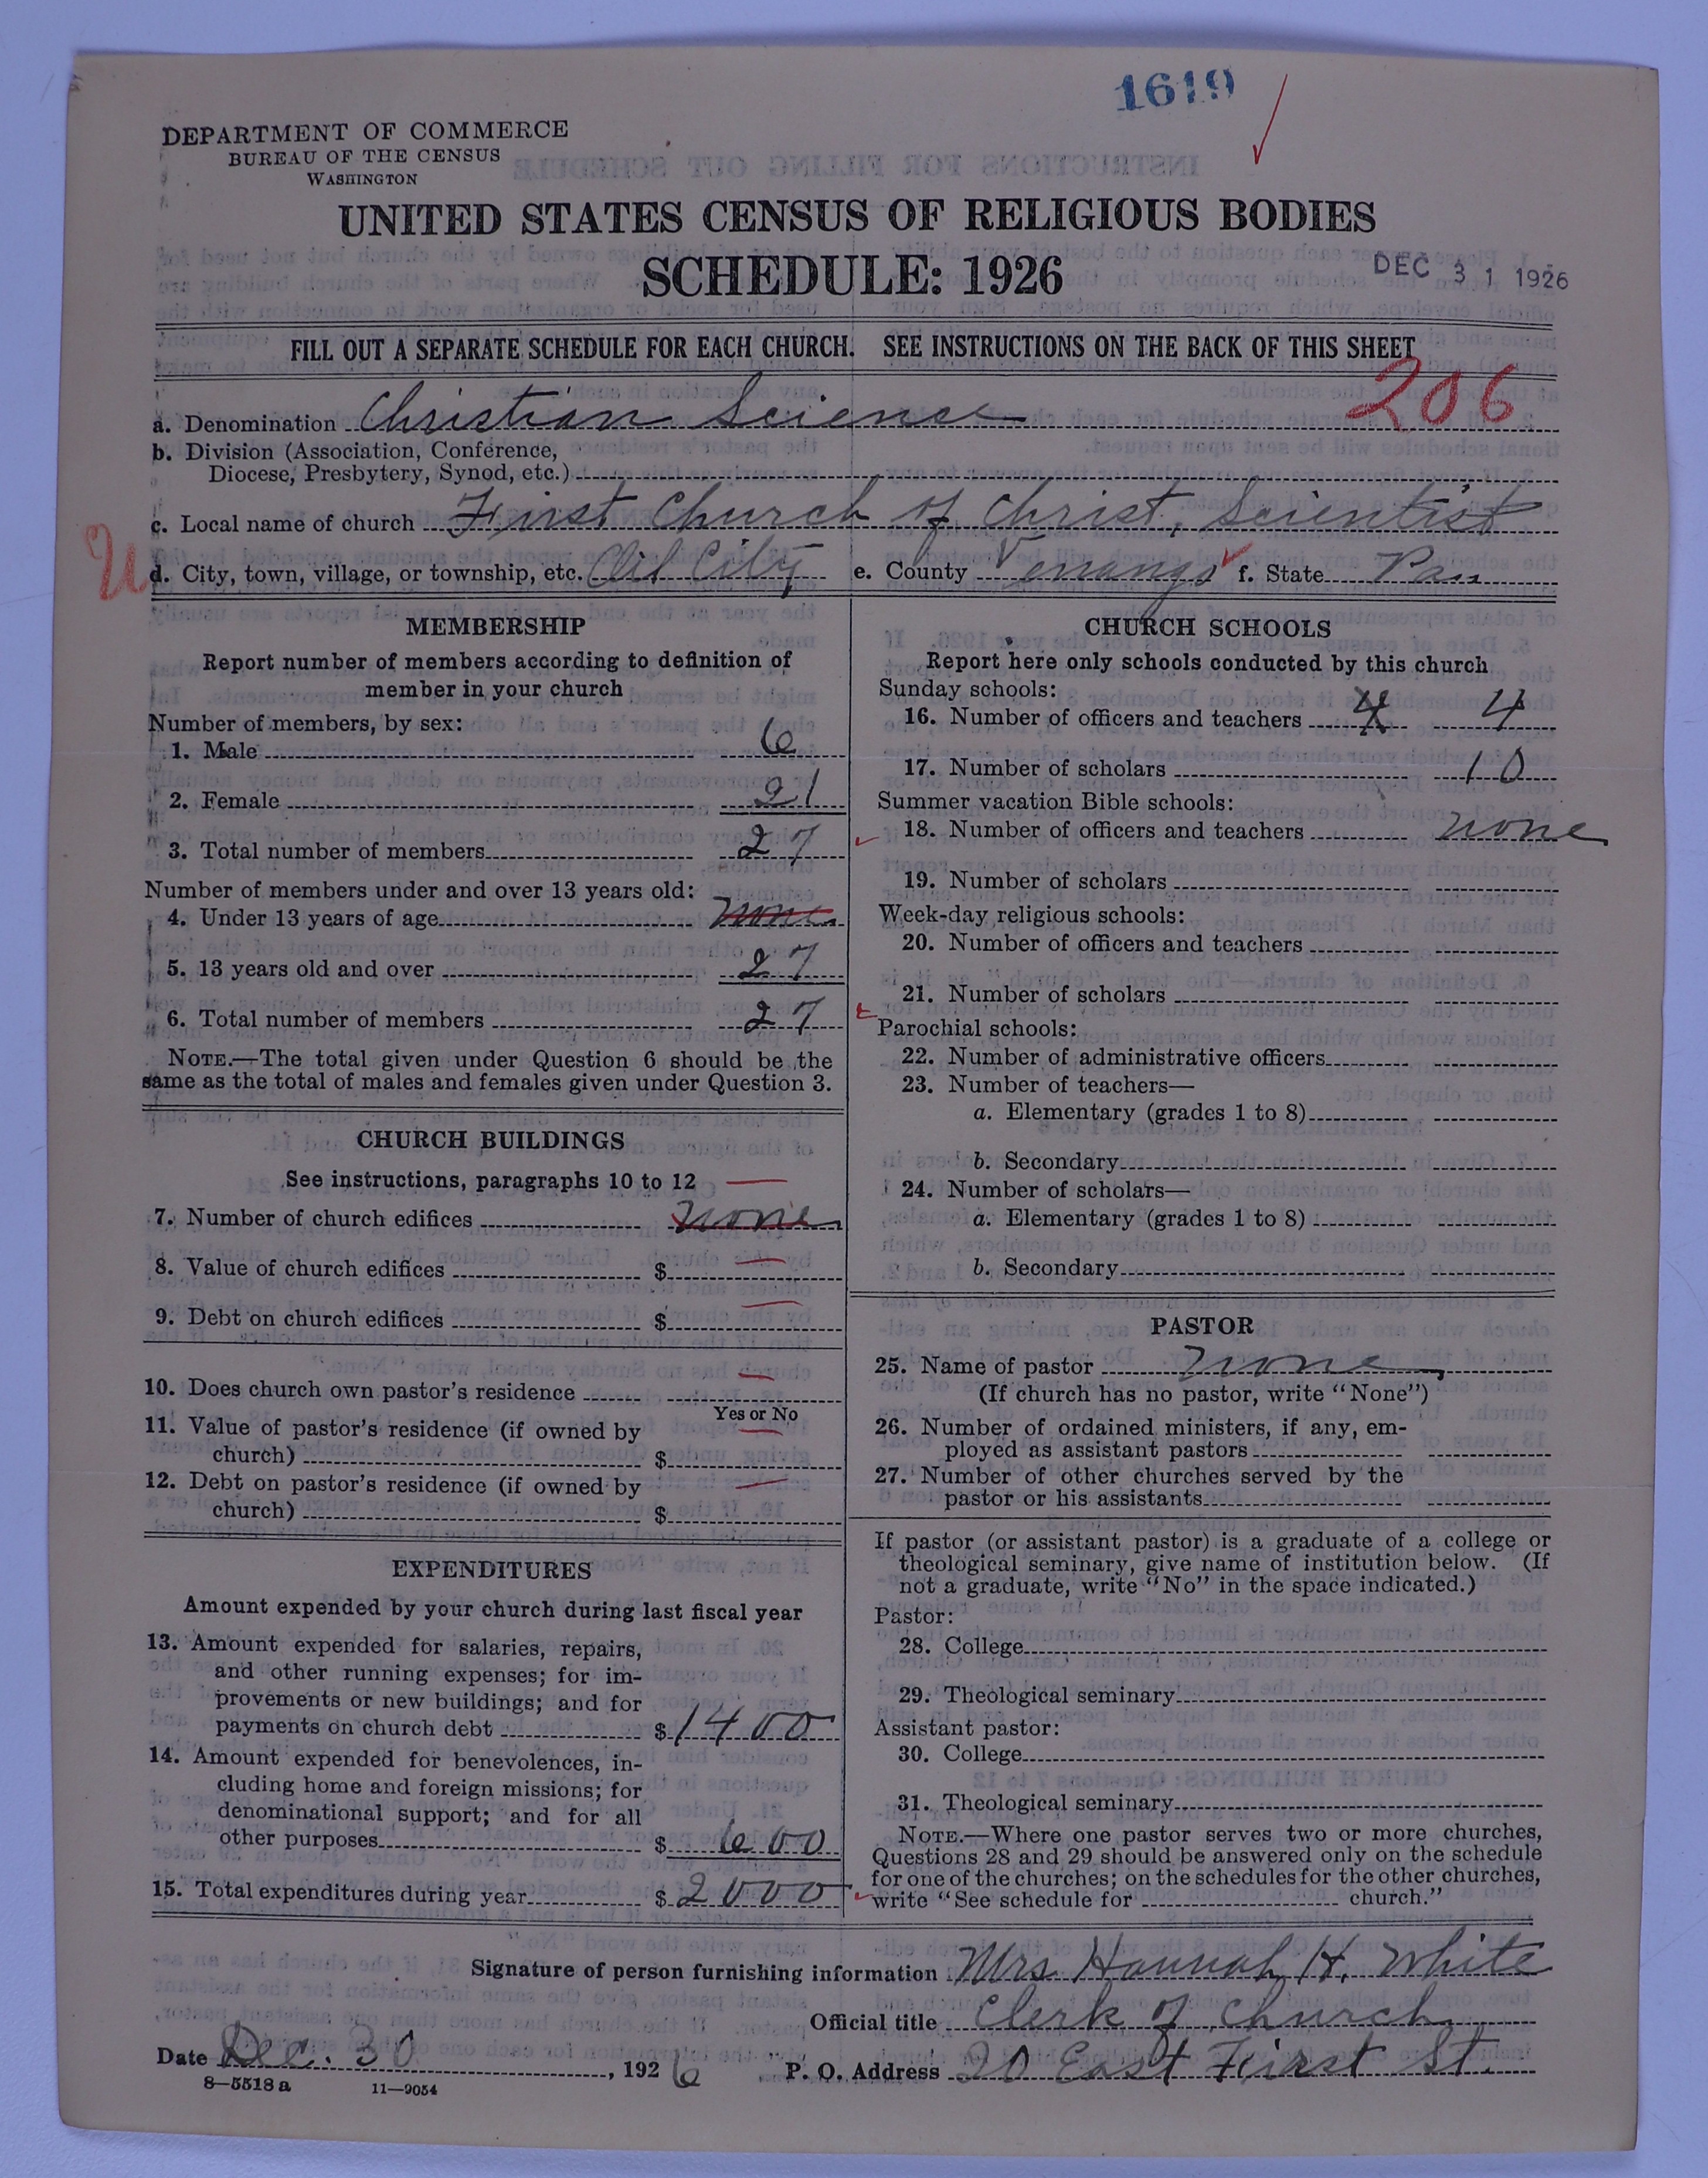 1619
DEPARTMENT OF COMMERCE
BUREAU OF THE CENSUS
WASHINGTON
UNITED STATES CENSUS OF RELIGIOUS BODIES
SCHEDULE: 1926
DEC 31 1926
FILL OUT A SEPARATE SCHEDULE FOR EACH CHURCH. SEE INSTRUCTIONS ON THE BACK OF THIS SHEET
206
a. Denomination Christian Science
b. Division (Association, Conference,
Diocese, Presbytery, Synod, etc.)
c. Local name of church First Church of Christ, Scientist
U
d. City, town, village, or township, etc. Oil City e. County Venango f. State Pa
MEMBERSHIP
Report number of members according to definition of
member in your church
Number of members, by sex:
1. Male 6
2. Female 21
3. Total number of members 27
Number of members under and over 13 years old:
4. Under 13 years of age none
5. 13 years old and over 27
6. Total number of members 27
NOTE.—The total given under Question 6 should be the
same as the total of males and females given under Question 3.
CHURCH BUILDINGS
See instructions, paragraphs 10 to 12
7. Number of church edifices none
8. Value of church edifices $
9. Debt on church edifices $
10. Does church own pastor's residence
Yes or No
11. Value of pastor's residence (if owned by
church) $
12. Debt on pastor's residence (if owned by
church) $
EXPENDITURES
Amount expended by your church during last fiscal year
13. Amount expended for salaries, repairs,
and other running expenses; for im-
provements or new buildings; and for
payments on church debt $ 1400
14. Amount expended for benevolences, in-
cluding home and foreign missions; for
denominational support; and for all
other purposes $ 600
15. Total expenditures during year $ 2000
CHURCH SCHOOLS
Report here only schools conducted by this church
Sunday schools:
16. Number of officers and teachers 4 4
17. Number of scholars 10
Summer vacation Bible schools:
18. Number of officers and teachers none
19. Number of scholars
Week-day religious schools:
20. Number of officers and teachers
21. Number of scholars
Parochial schools:
22. Number of administrative officers
23. Number of teachers—
a. Elementary (grades 1 to 8)
b. Secondary
24. Number of scholars—
a. Elementary (grades 1 to 8)
b. Secondary
PASTOR
25. Name of pastor none
(If church has no pastor, write "None")
26. Number of ordained ministers, if any, em-
ployed as assistant pastors
27. Number of other churches served by the
pastor or his assistants
If pastor (or assistant pastor) is a graduate of a college or
theological seminary, give name of institution below. (If
not a graduate, write "No" in the space indicated.)
Pastor:
28. College
29. Theological seminary
Assistant pastor:
30. College
31. Theological seminary
NOTE.—Where one pastor serves two or more churches,
Questions 28 and 29 should be answered only on the schedule
for one of the churches; on the schedules for the other churches,
write "See schedule for church."
Signature of person furnishing information Mrs Hannah H. White
Official title Clerk of Church
Date Dec. 30, 1926 P. O. Address 20 East First St.
8—5518 a 11—9054